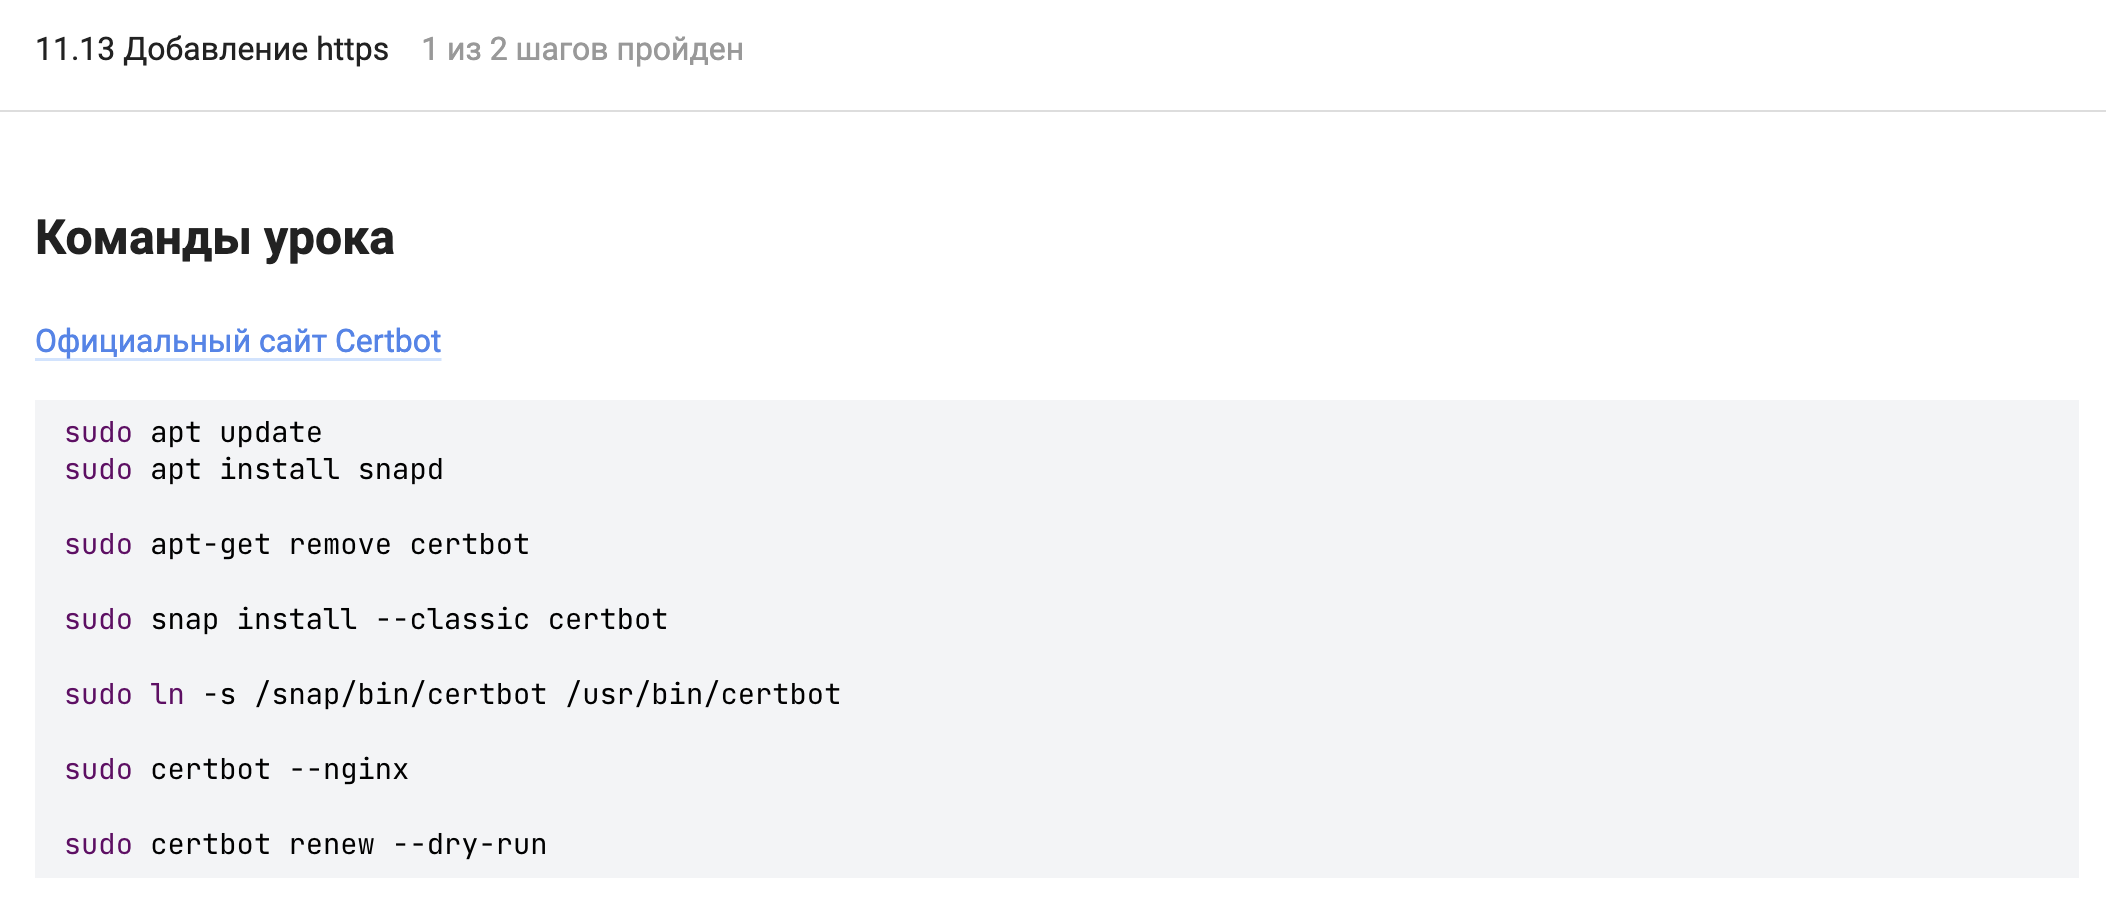 11.13 Добавление https 1 из 2 шагов пройден
Команды урока
Официальный сайт Certbot
sudo apt update
sudo apt install snapd
sudo apt-get remove certbot
sudo snap install --classic certbot
sudo ln -s /snap/bin/certbot /usr/bin/certbot
sudo certbot --nginx
sudo certbot renew --dry-run